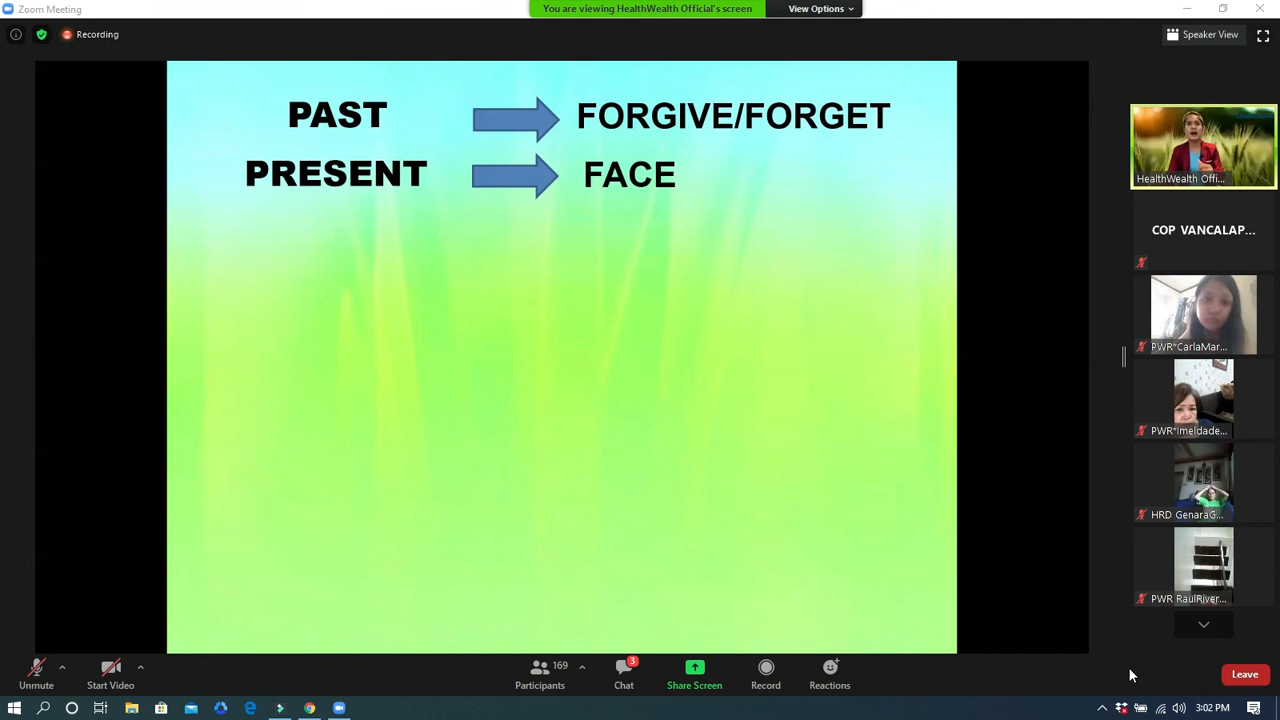 Zoom Meeting
You are viewing HealthWealth Official's screen
View Options
Recording
Speaker View
PAST FORGIVE/FORGET
PRESENT FACE
HealthWealth Offi...
COP VANCALAP...
PWR*CarlaMar...
PWR*Imeldade...
HRD GenaraG...
PWR RaulRiver...
Unmute
Start Video
169
Participants
3
Chat
Share Screen
Record
Reactions
Leave
3:02 PM